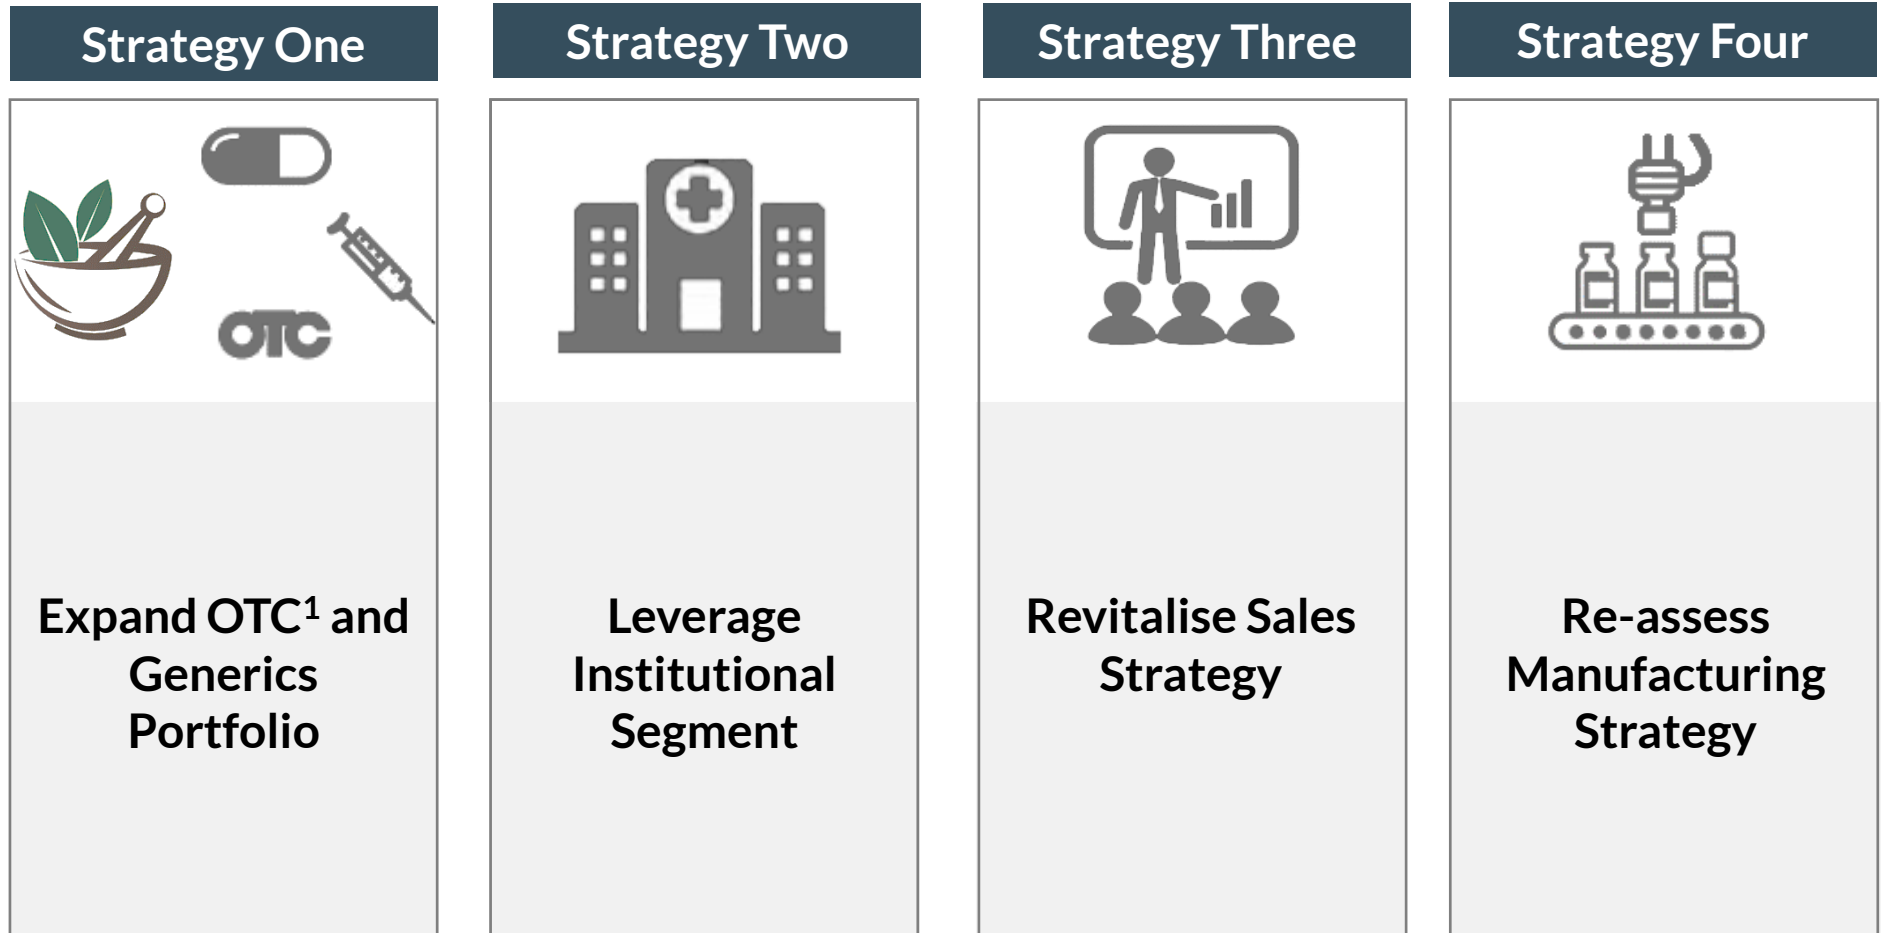 Strategy One
Strategy Two
Strategy Three
Strategy Four
OTC
Expand OTC¹ and
Generics
Portfolio
Leverage
Institutional
Segment
Revitalise Sales
Strategy
Re-assess
Manufacturing
Strategy